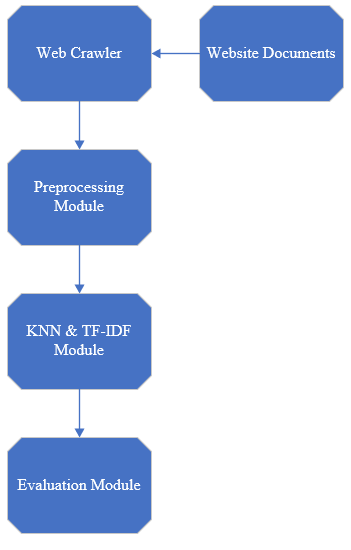 Web Crawler
Website Documents
Preprocessing
Module
KNN & TF-IDF
Module
Evaluation Module